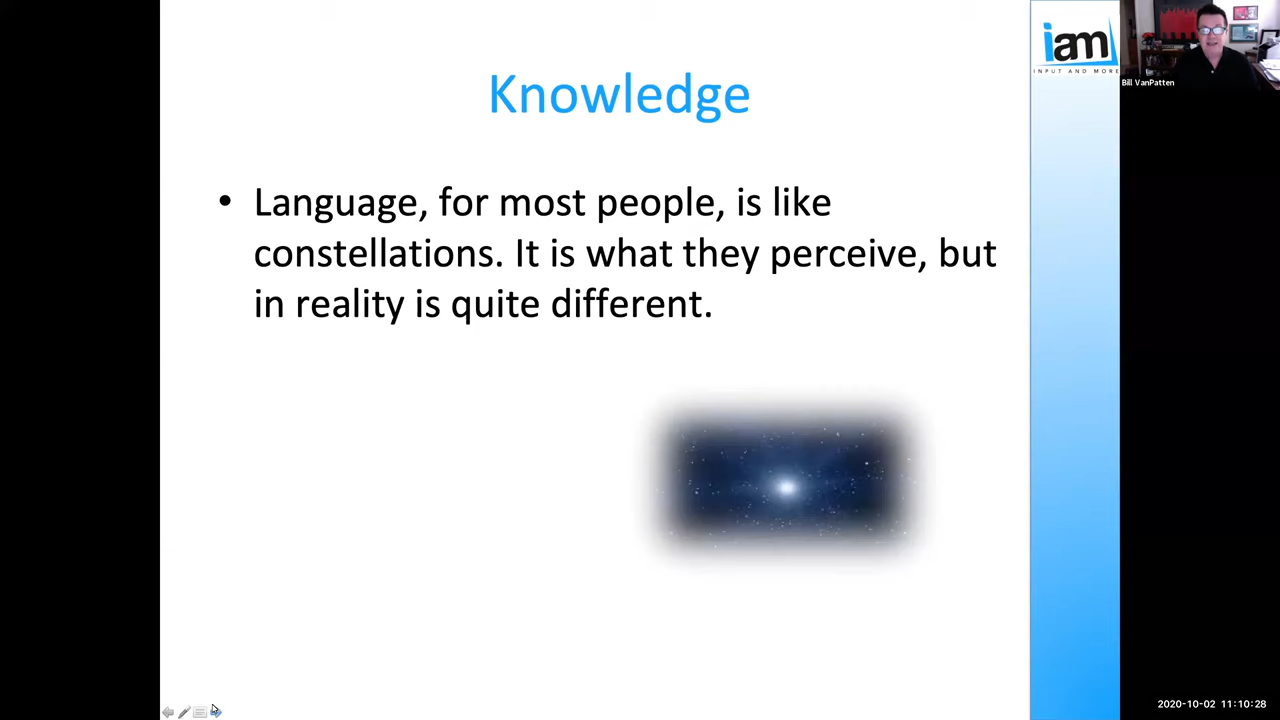 Knowledge
• Language, for most people, is like
constellations. It is what they perceive, but
in reality is quite different.
iam
INPUT AND MORE
Bill VanPatten
2020-10-02 11:10:28